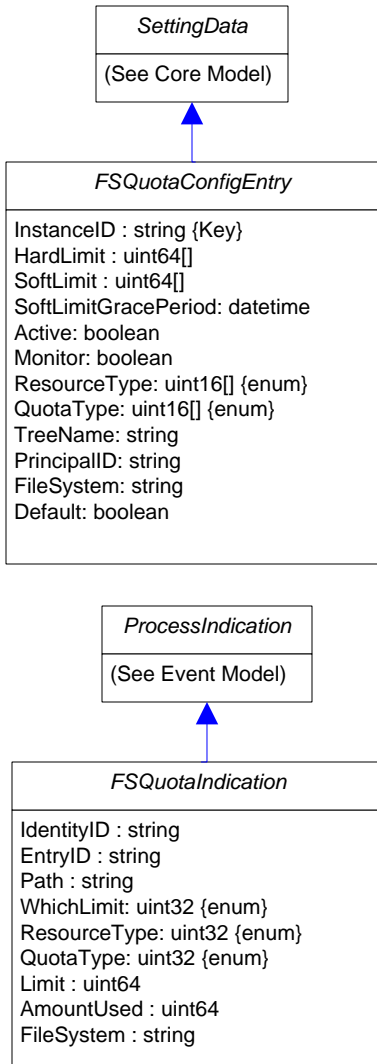 SettingData
(See Core Model)
FSQuotaConfigEntry
InstanceID : string {Key}
HardLimit : uint64[]
SoftLimit : uint64[]
SoftLimitGracePeriod: datetime
Active: boolean
Monitor: boolean
ResourceType: uint16[] {enum}
QuotaType: uint16[] {enum}
TreeName: string
PrincipalID: string
FileSystem: string
Default: boolean
ProcessIndication
(See Event Model)
FSQuotaIndication
IdentityID : string
EntryID : string
Path : string
WhichLimit: uint32 {enum}
ResourceType: uint32 {enum}
QuotaType: uint32 {enum}
Limit : uint64
AmountUsed : uint64
FileSystem : string